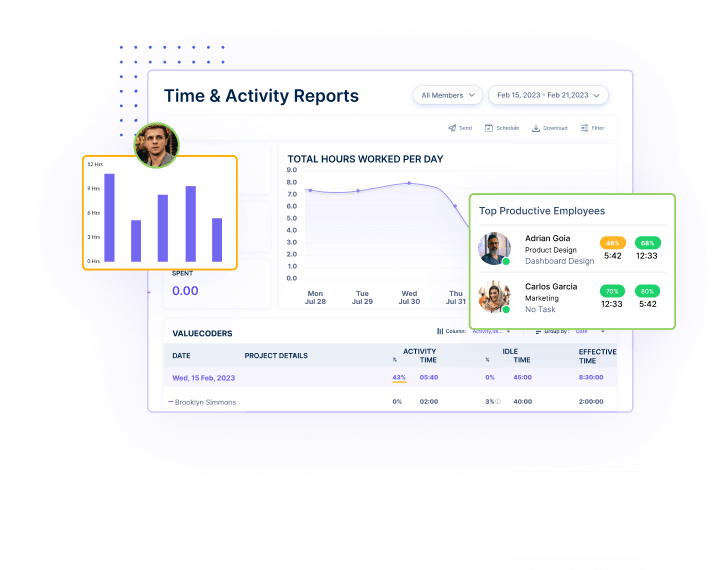 Time & Activity Reports
All Members
Feb 15, 2023 - Feb 21,2023
Send
Schedule
Download
Filter
12 Hrs
9 Hrs
6 Hrs
3 Hrs
0 Hrs
TOTAL HOURS WORKED PER DAY
9.0
8.0
7.0
6.0
5.0
4.0
3.0
2.0
1.0
0.0
Mon
Jul 28
Tue
Jul 29
Wed
Jul 30
Thu
Jul 31
Top Productive Employees
Adrian Goia
Product Design
Dashboard Design
46%
5:42
68%
12:33
Carlos Garcia
Marketing
No Task
70%
12:33
80%
5:42
SPENT
0.00
VALUECODERS
Column:
Group by:
Date
DATE
PROJECT DETAILS
ACTIVITY
% TIME
IDLE
% TIME
EFFECTIVE
TIME
Wed, 15 Feb, 2023 43% 05:40 0% 45:00 8:30:00
Brooklyn Simmons 0% 02:00 3% 40:00 2:00:00